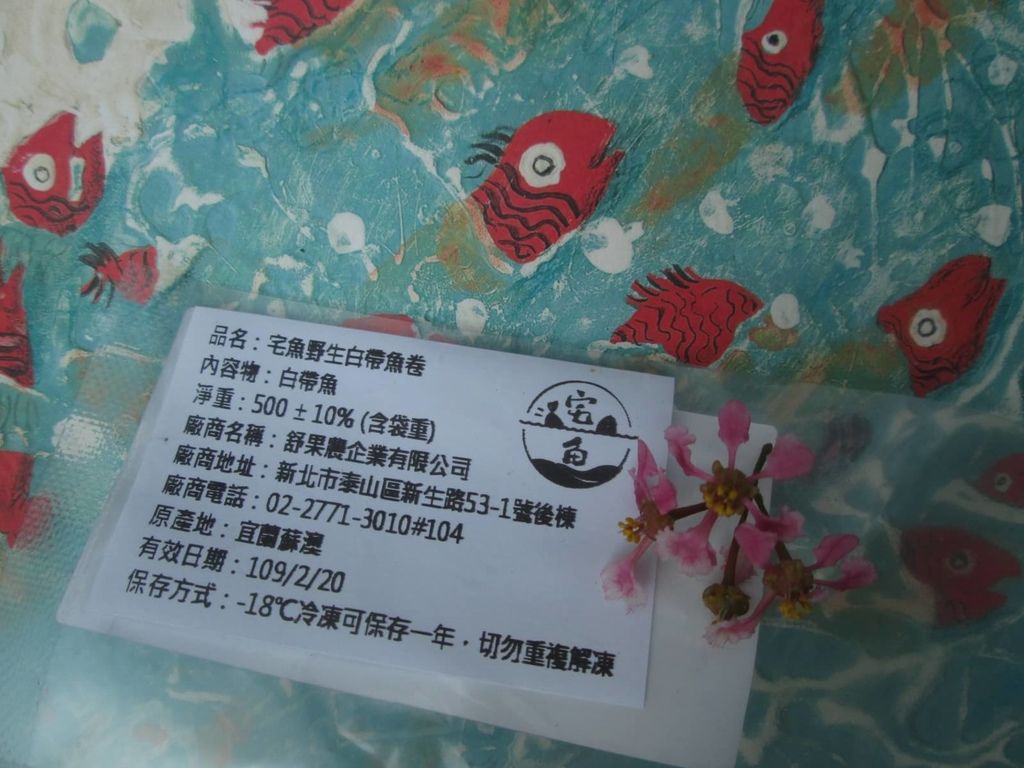 品名：宅魚野生白帶魚卷
內容物：白帶魚
淨重：500 ± 10% (含袋重)
廠商名稱：舒果農企業有限公司
廠商地址：新北市泰山區新生路53-1號後棟
廠商電話：02-2771-3010#104
原產地：宜蘭蘇澳
有效日期：109/2/20
保存方式：-18℃冷凍可保存一年，切勿重複解凍
宅
魚